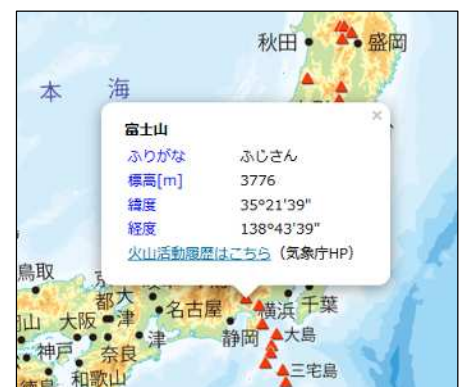 秋田
盛岡
本 海
×
富士山
ふりがな ふじさん
標高[m] 3776
緯度 35°21'39"
経度 138°43'39"
火山活動履歴はこちら (気象庁HP)
鳥取
都 大
大阪 津
名古屋
横浜 千葉
山
静岡
大島
神戸
奈良
津
三宅島
和歌山